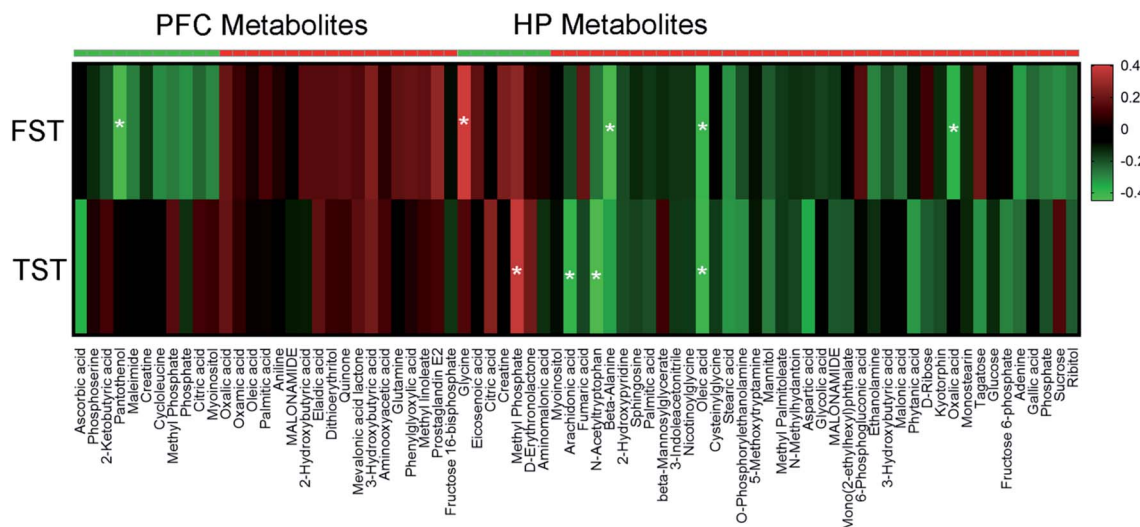 PFC Metabolites
HP Metabolites
FST
TST
*
*
*
*
*
*
*
*
*
0.4
0.2
0
-0.2
-0.4
Ascorbic acid
Phosphoserine
2-Ketobutyric acid
Pantothenol
Maleimide
Creatine
Cycloleucine
Methyl Phosphate
Phosphate
Citric acid
Myoinositol
Oxalic acid
Oxamic acid
Oleic acid
Palmitic acid
Aniline
MALONAMIDE
2-Hydroxybutyric acid
Elaidic acid
Dithioerythritol
Quinone
Mevalonic acid lactone
3-Hydroxybutyric acid
Aminooxyacetic acid
Glutamine
Phenylglyoxylic acid
Methyl linoleate
Prostaglandin E2
Fructose 16-bisphosphate
Glycine
Eicosenoic acid
Citric acid
Creatine
Methyl Phosphate
D-Erythronolactone
Aminomalonic acid
Myoinositol
Arachidonic acid
Fumaric acid
N-Acetyltryptophan
Beta-Alanine
2-Hydroxypyridine
Sphingosine
Palmitic acid
beta-Mannosylglycerate
3-Indoleacetonitrile
Nicotinoylglycine
Oleic acid
Cysteinylglycine
Stearic acid
O-Phosphorylethanolamine
5-Methoxytryptamine
Mannitol
Methyl Palmitoleate
N-Methylhydantoin
Aspartic acid
Glycolic acid
MALONAMIDE
Mono(2-ethylhexyl)phthalate
6-Phosphogluconic acid
Ethanolamine
3-Hydroxybutyric acid
Malonic acid
Phytanic acid
D-Ribose
Kyotorphin
Oxalic acid
Monostearin
Tagatose
Glucose
Fructose 6-phosphate
Adenine
Gallic acid
Phosphate
Sucrose
Ribitol